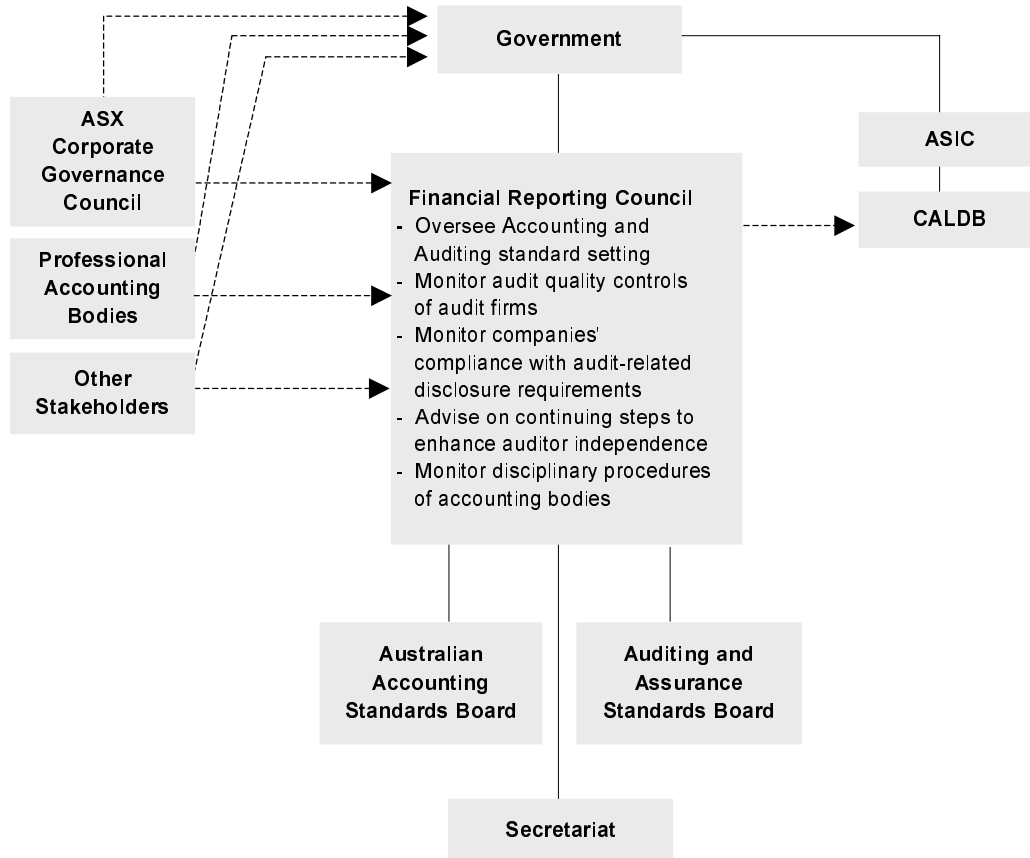 Government
ASX
Corporate
Governance
Council
Professional
Accounting
Bodies
Other
Stakeholders
Financial Reporting Council
- Oversee Accounting and
Auditing standard setting
- Monitor audit quality controls
of audit firms
- Monitor companies'
compliance with audit-related
disclosure requirements
- Advise on continuing steps to
enhance auditor independence
- Monitor disciplinary procedures
of accounting bodies
ASIC
CALDB
Australian
Accounting
Standards Board
Auditing and
Assurance
Standards Board
Secretariat